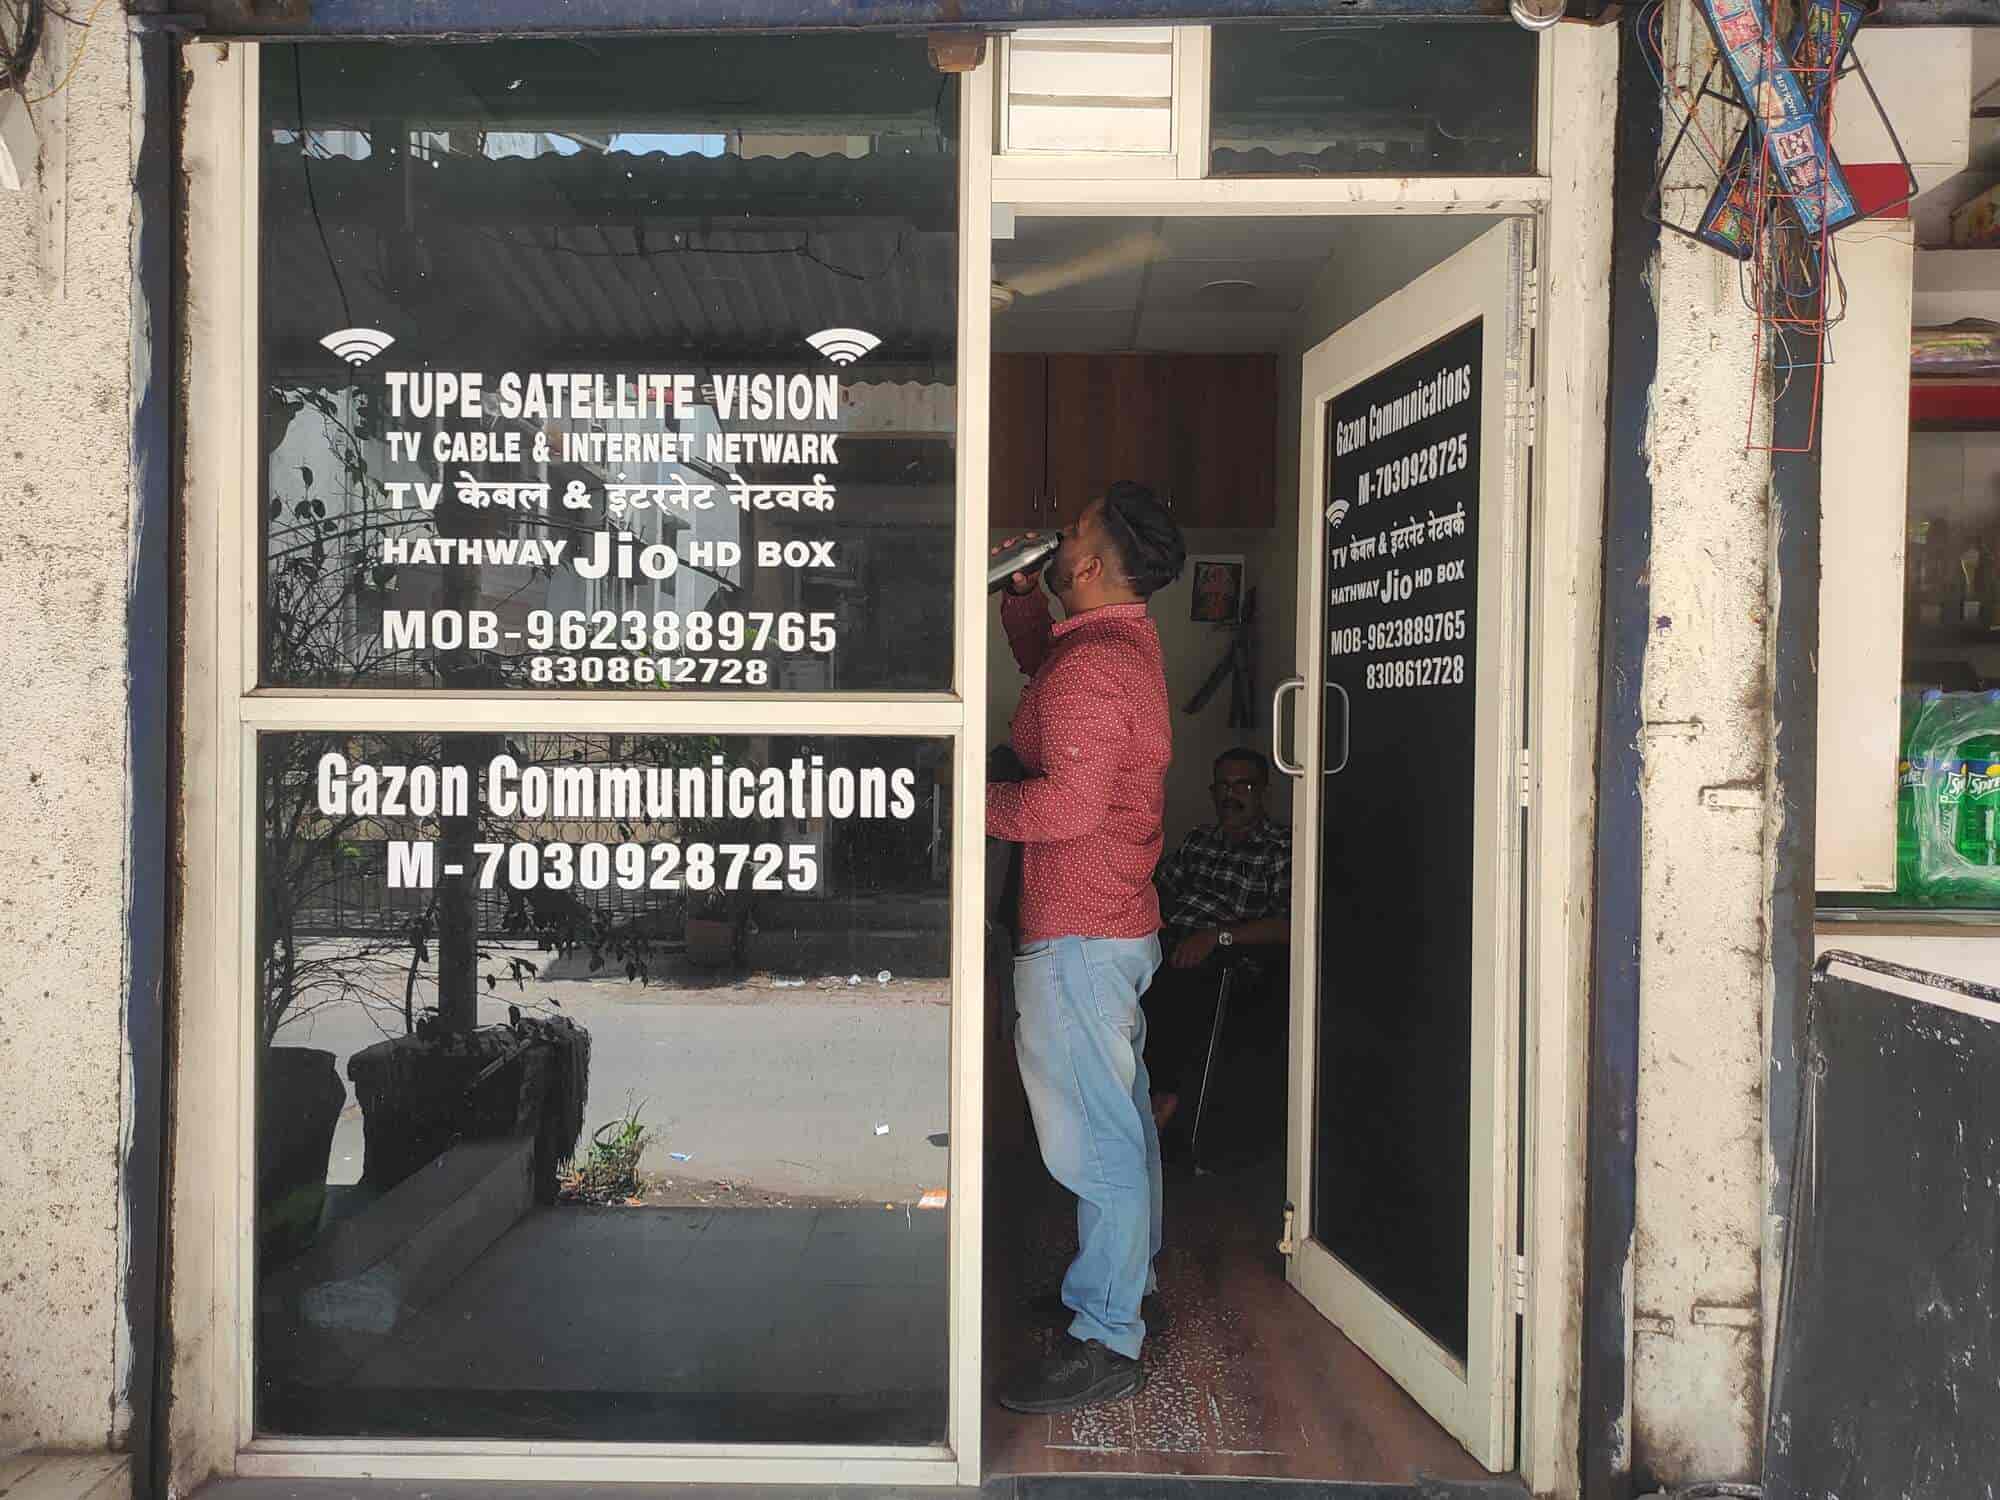 TUPE SATELLITE VISION
TV CABLE & INTERNET NETWARK
TV केबल & इंटरनेट नेटवर्क
HATHWAY Jio HD BOX
MOB-9623889765
8308612728
Gazon Communications
M-7030928725
Gazon Communications
M-7030928725
TV केबल & इंटरनेट नेटवर्क
HATHWAY Jio HD BOX
MOB-9623889765
8308612728
Sprite